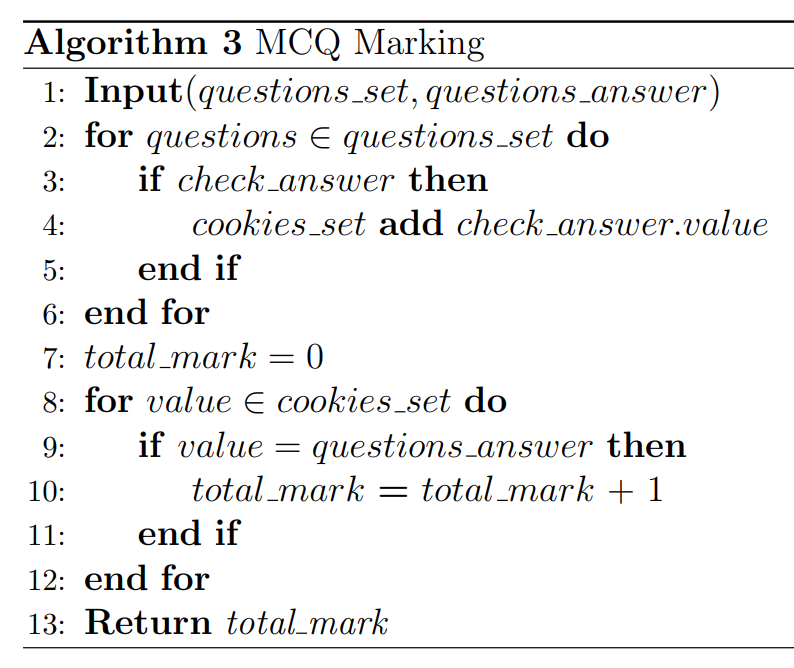 Algorithm 3 MCQ Marking
1: Input(questions_set, questions_answer)
2: for questions ∈ questions_set do
3: if check_answer then
4: cookies_set add check_answer.value
5: end if
6: end for
7: total_mark = 0
8: for value ∈ cookies_set do
9: if value = questions_answer then
10: total_mark = total_mark + 1
11: end if
12: end for
13: Return total_mark